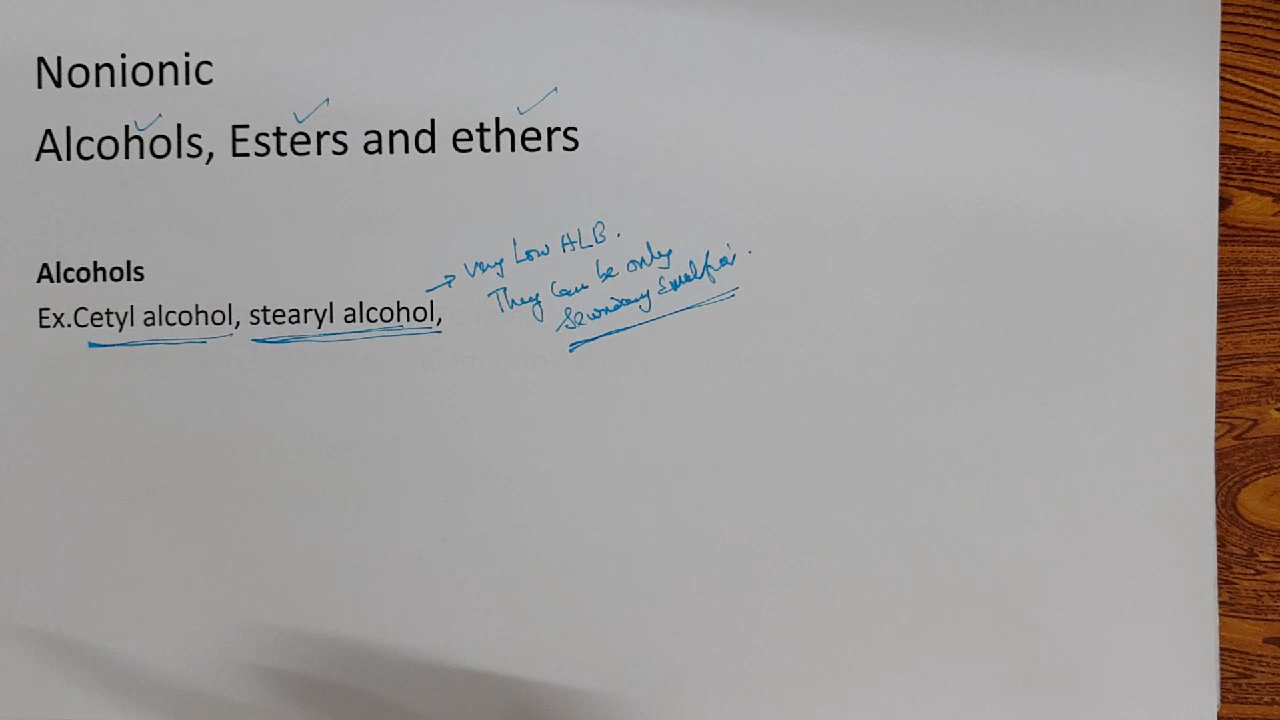 Nonionic
Alcohols, Esters and ethers
Alcohols
Ex.Cetyl alcohol, stearyl alcohol,
Very Low HLB.
They can be only
Secondary Emulsifier.